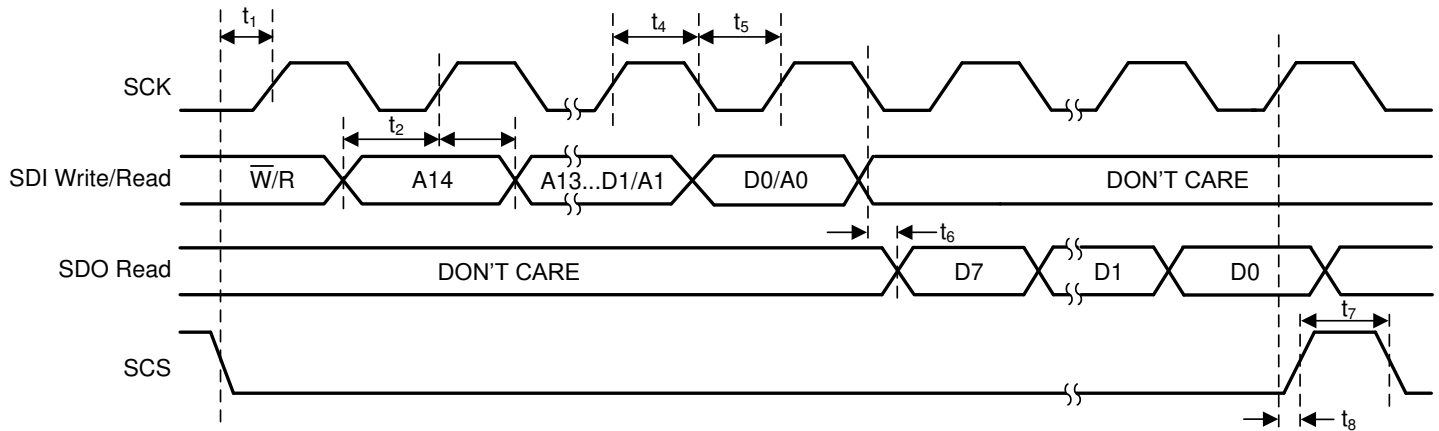 t₁
t₄
t₅
SCK
t₂
SDI Write/Read
W̅/R
A14
A13...D1/A1
D0/A0
DON'T CARE
t₆
SDO Read
DON'T CARE
D7
D1
D0
t₇
SCS
t₈